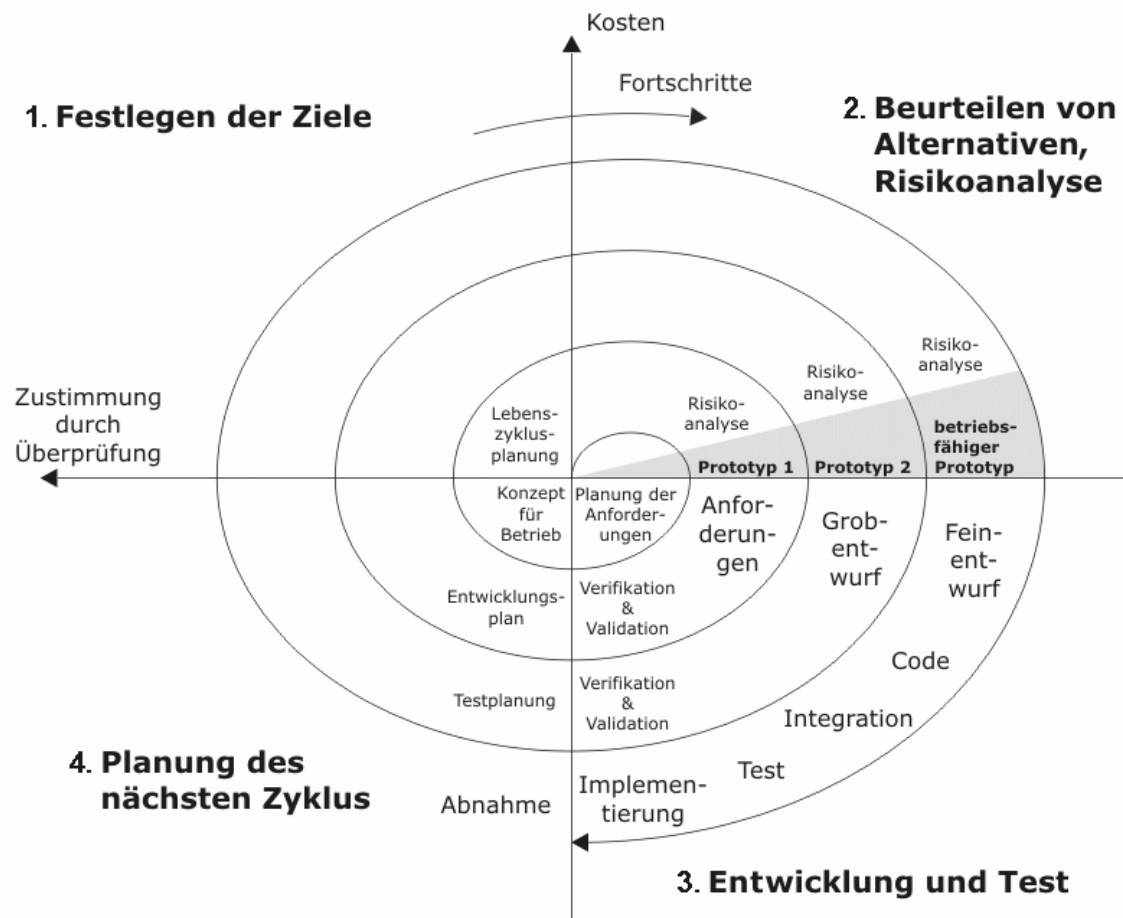 Kosten
Fortschritte
1. Festlegen der Ziele
2. Beurteilen von
Alternativen,
Risikoanalyse
Zustimmung
durch
Überprüfung
Lebens-
zyklus-
planung
Risiko-
analyse
Risiko-
analyse
Risiko-
analyse
Prototyp 1
Prototyp 2
betriebs-
fähiger
Prototyp
Konzept
für
Betrieb
Planung der
Anforder-
ungen
Anfor-
derun-
gen
Grob-
ent-
wurf
Fein-
ent-
wurf
Entwicklungs-
plan
Verifikation
&
Validation
Code
Testplanung
Verifikation
&
Validation
Integration
4. Planung des
nächsten Zyklus
Abnahme
Implemen-
tierung
Test
3. Entwicklung und Test